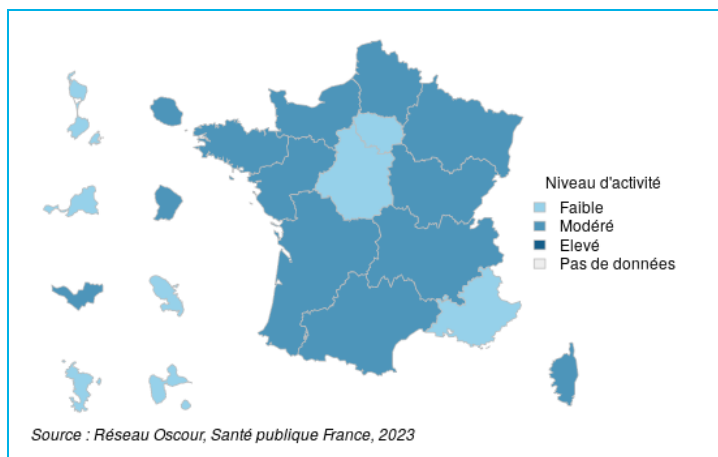 Niveau d'activité
Faible
Modéré
Elevé
Pas de données
Source : Réseau Oscour, Santé publique France, 2023